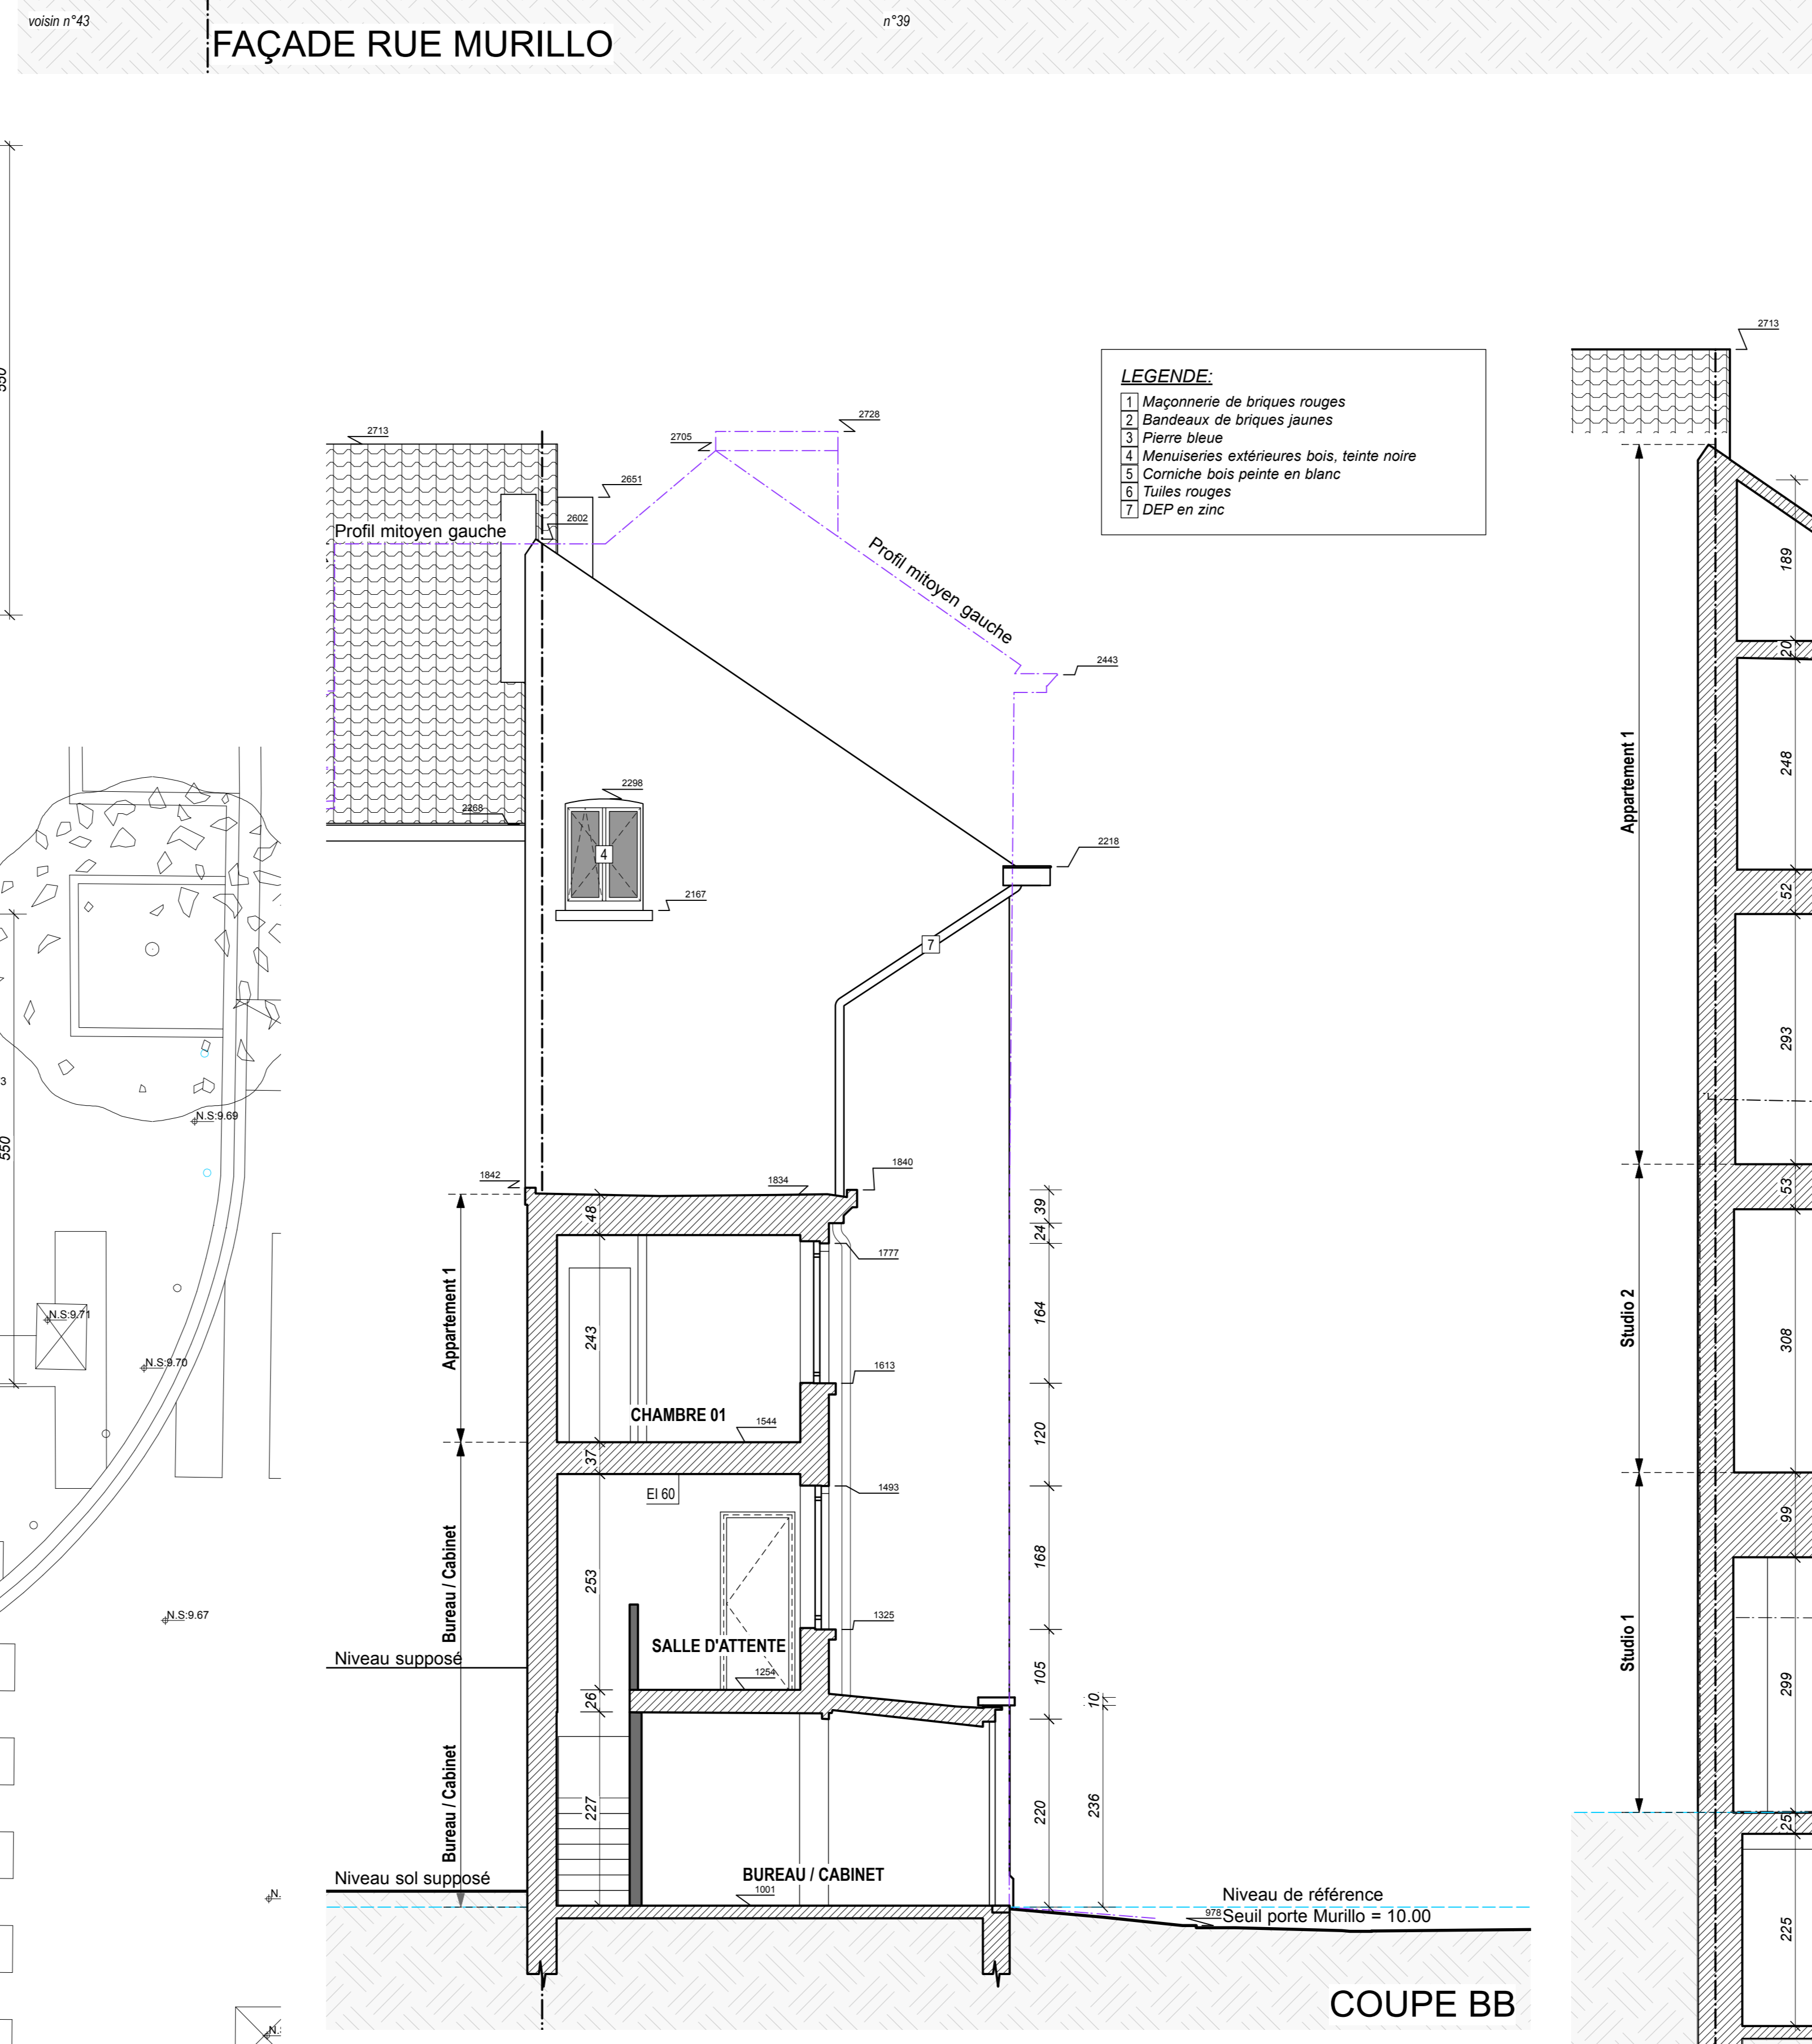 voisin n°43
n°39
FAÇADE RUE MURILLO
550
550
N.S:9.69
N.S:9.71
N.S:9.70
N.S:9.67
LEGENDE:
1 Maçonnerie de briques rouges
2 Bandeaux de briques jaunes
3 Pierre bleue
4 Menuiseries extérieures bois, teinte noire
5 Corniche bois peinte en blanc
6 Tuiles rouges
7 DEP en zinc
2713
2705
2728
2651
2602
Profil mitoyen gauche
Profil mitoyen gauche
2443
2298
2268
4
2167
2218
7
1842
1834
1840
48
39
24
1777
Appartement 1
243
164
1613
CHAMBRE 01
1544
120
37
EI 60
1493
Bureau / Cabinet
253
168
1325
SALLE D'ATTENTE
Niveau supposé
1254
105
26
10
Bureau / Cabinet
227
220
236
BUREAU / CABINET
1001
Niveau sol supposé
Niveau de référence
978
Seuil porte Murillo = 10.00
COUPE BB
2713
189
20
Appartement 1
248
52
293
53
Studio 2
308
99
Studio 1
299
25
225